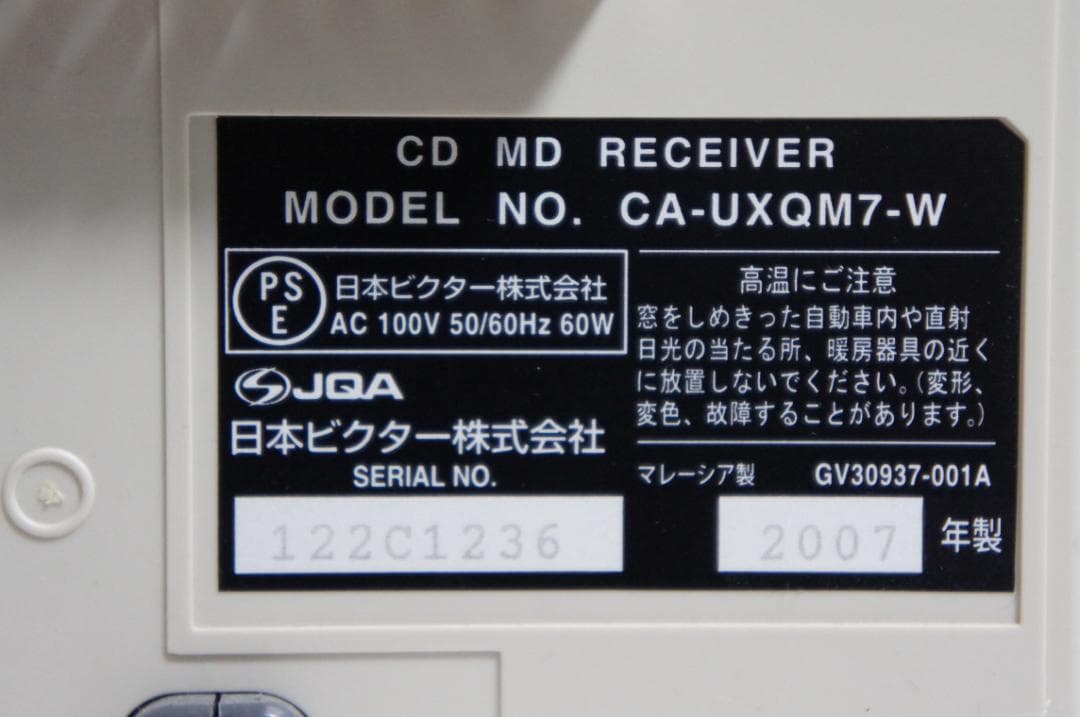 CD MD RECEIVER
MODEL NO. CA-UXQM7-W
PS
E
日本ビクター株式会社
AC 100V 50/60Hz 60W
JQA
日本ビクター株式会社
SERIAL NO.
122C1236
高温にご注意
窓をしめきった自動車内や直射
日光の当たる所、暖房器具の近く
に放置しないでください。(変形、
変色、故障することがあります。)
マレーシア製 GV30937-001A
2007 年製